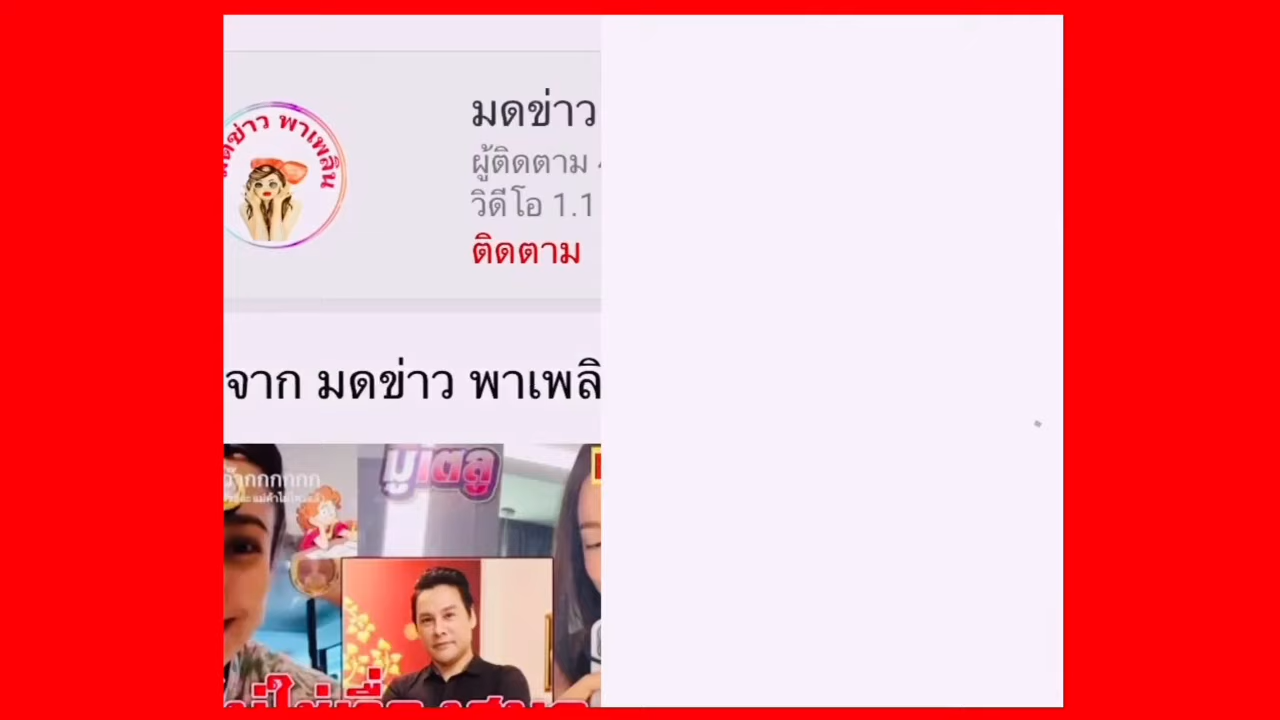 มดข่าว พาเพลิน
มดข่าว
ผู้ติดตาม
วิดีโอ 1.1
ติดตาม
จาก มดข่าว พาเพลิ
มูเตลู